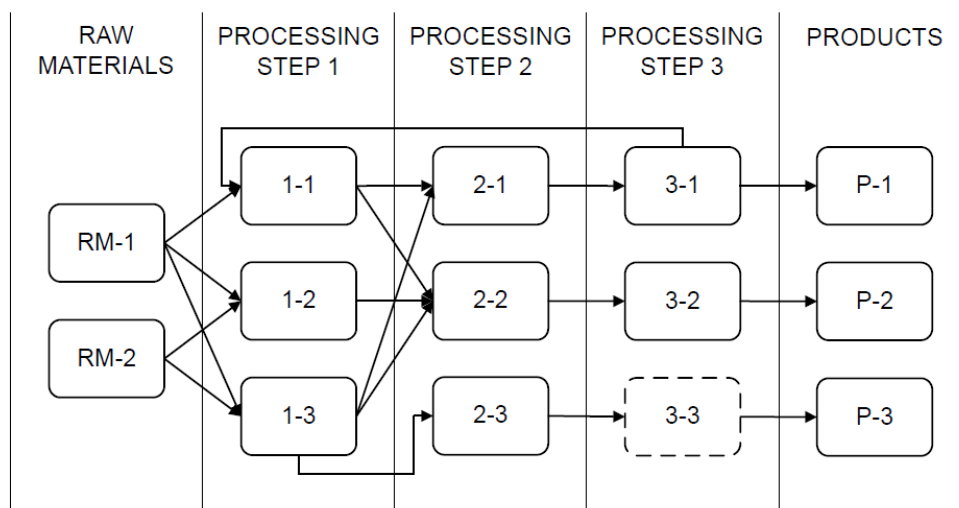 RAW
MATERIALS
PROCESSING
STEP 1
PROCESSING
STEP 2
PROCESSING
STEP 3
PRODUCTS
1-1
2-1
3-1
P-1
RM-1
1-2
2-2
3-2
P-2
RM-2
1-3
2-3
3-3
P-3